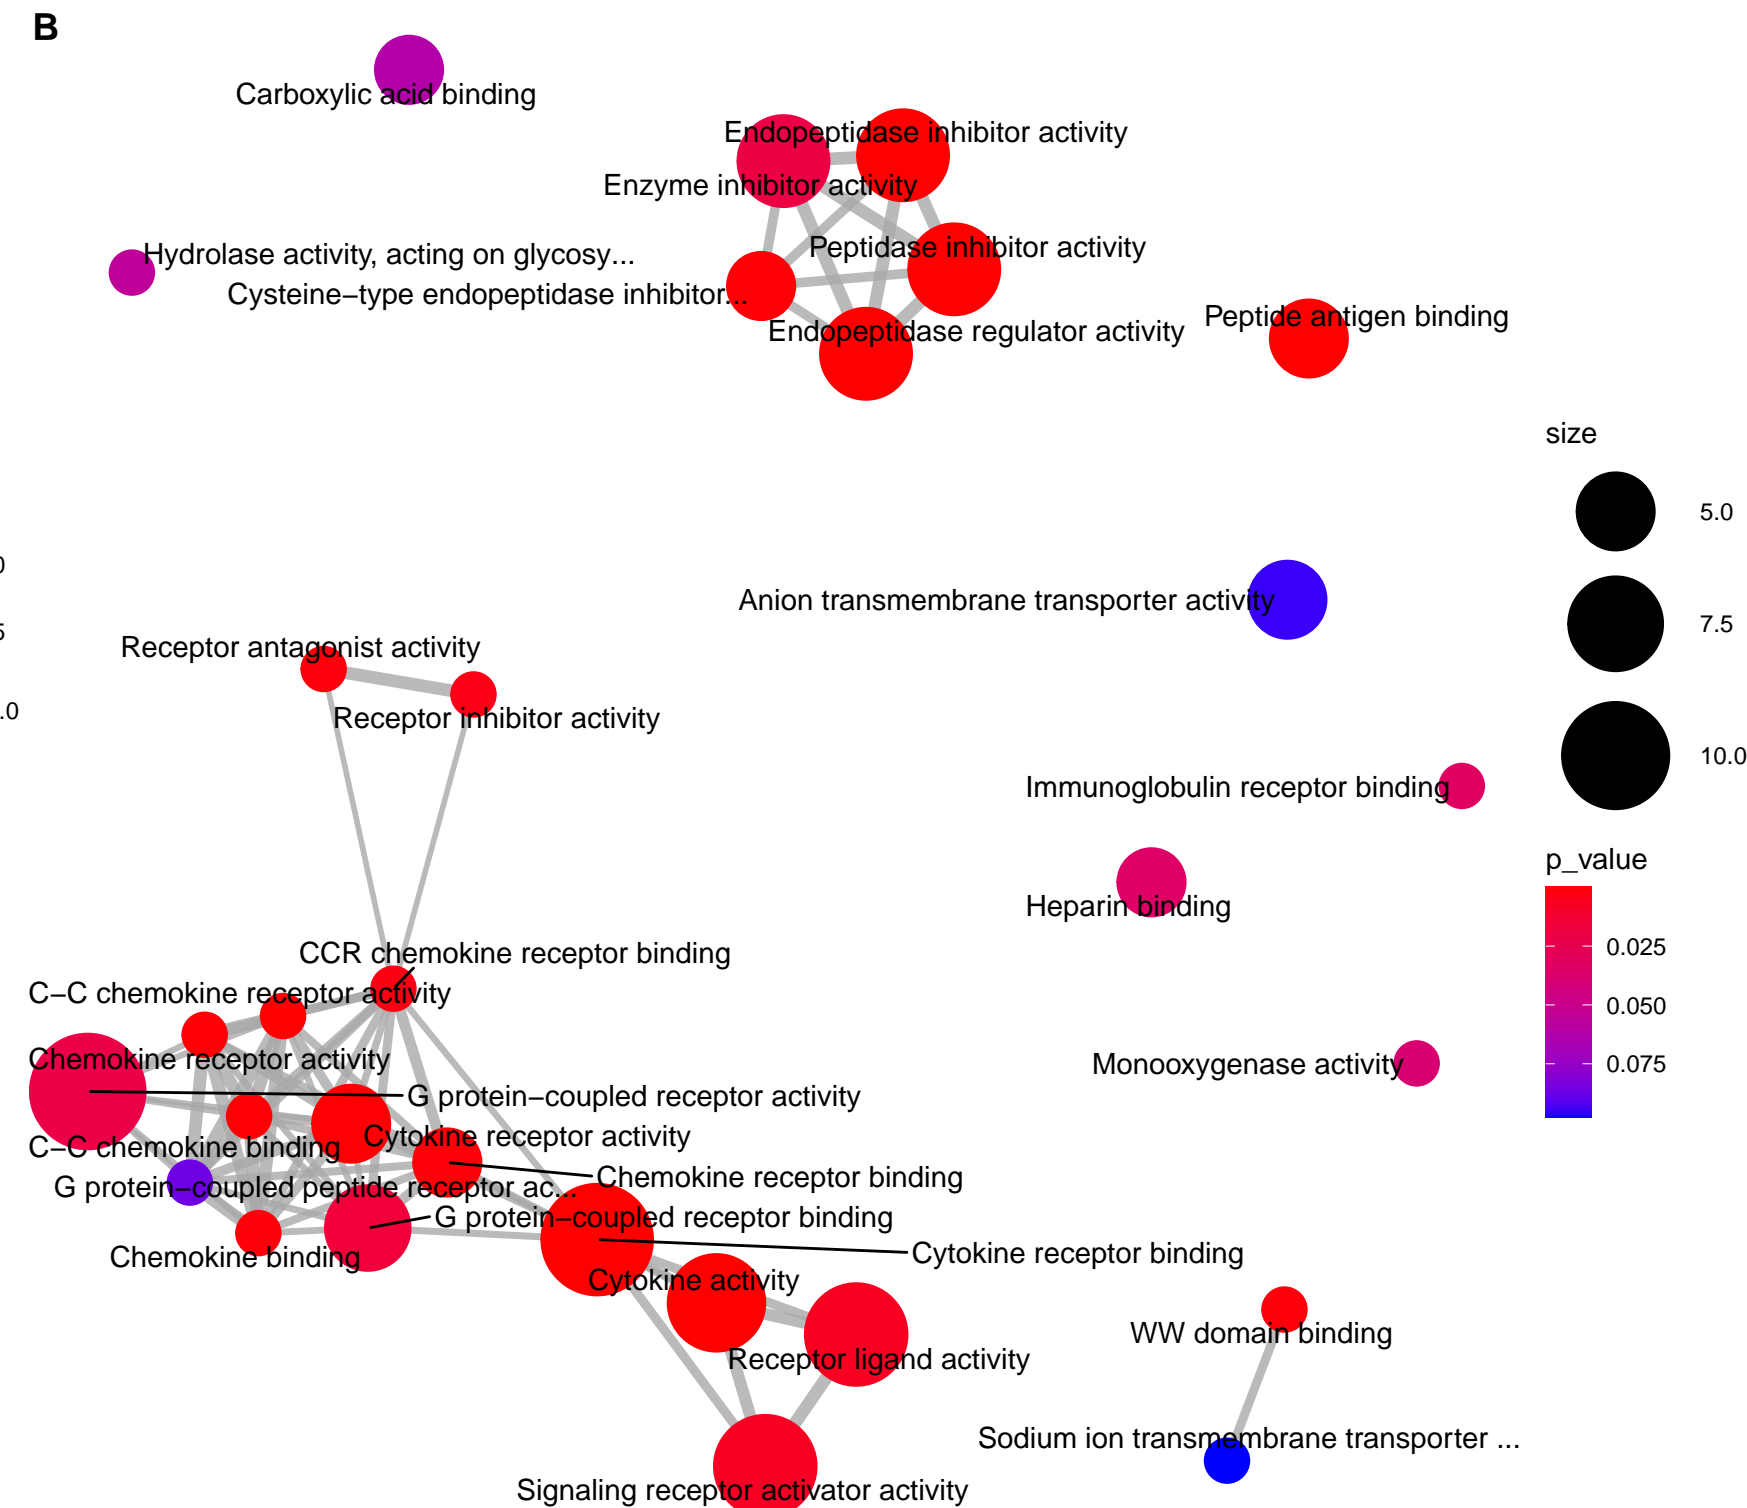 B
Carboxylic acid binding
Endopeptidase inhibitor activity
Enzyme inhibitor activity
Hydrolase activity, acting on glycosy...
Peptidase inhibitor activity
Cysteine−type endopeptidase inhibitor...
Endopeptidase regulator activity
Peptide antigen binding
size
5.0
7.5
10.0
0
5
.0
Anion transmembrane transporter activity
Receptor antagonist activity
Receptor inhibitor activity
Immunoglobulin receptor binding
p_value
0.025
0.050
0.075
Heparin binding
CCR chemokine receptor binding
C−C chemokine receptor activity
Chemokine receptor activity
Monooxygenase activity
G protein−coupled receptor activity
Cytokine receptor activity
C−C chemokine binding
Chemokine receptor binding
G protein−coupled peptide receptor ac...
G protein−coupled receptor binding
Chemokine binding
Cytokine receptor binding
Cytokine activity
WW domain binding
Receptor ligand activity
Sodium ion transmembrane transporter ...
Signaling receptor activator activity